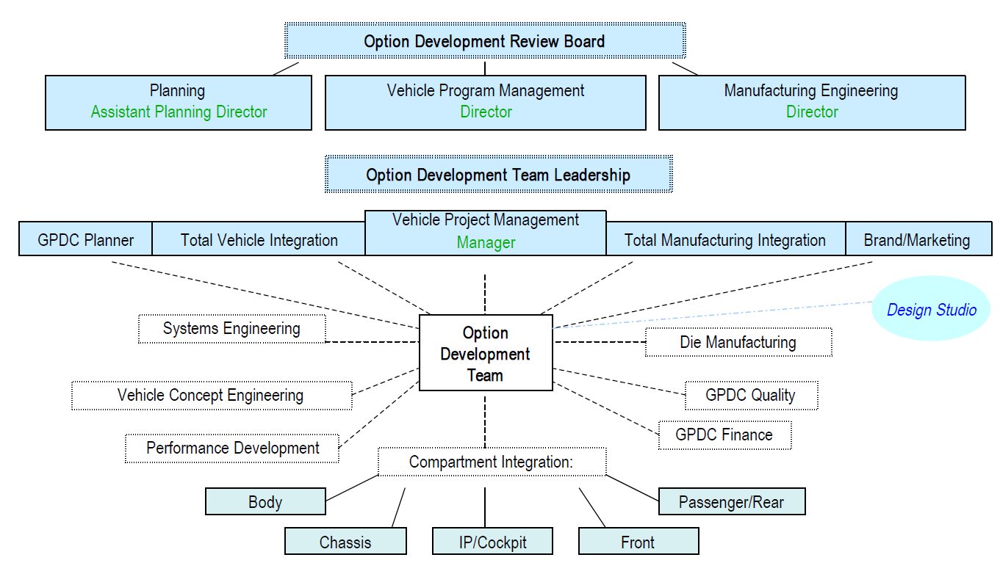 Option Development Review Board
Planning
Assistant Planning Director
Vehicle Program Management
Director
Manufacturing Engineering
Director
Option Development Team Leadership
GPDC Planner
Total Vehicle Integration
Vehicle Project Management
Manager
Total Manufacturing Integration
Brand/Marketing
Design Studio
Systems Engineering
Option
Development
Team
Die Manufacturing
Vehicle Concept Engineering
GPDC Quality
Performance Development
GPDC Finance
Compartment Integration:
Body
Passenger/Rear
Chassis
IP/Cockpit
Front